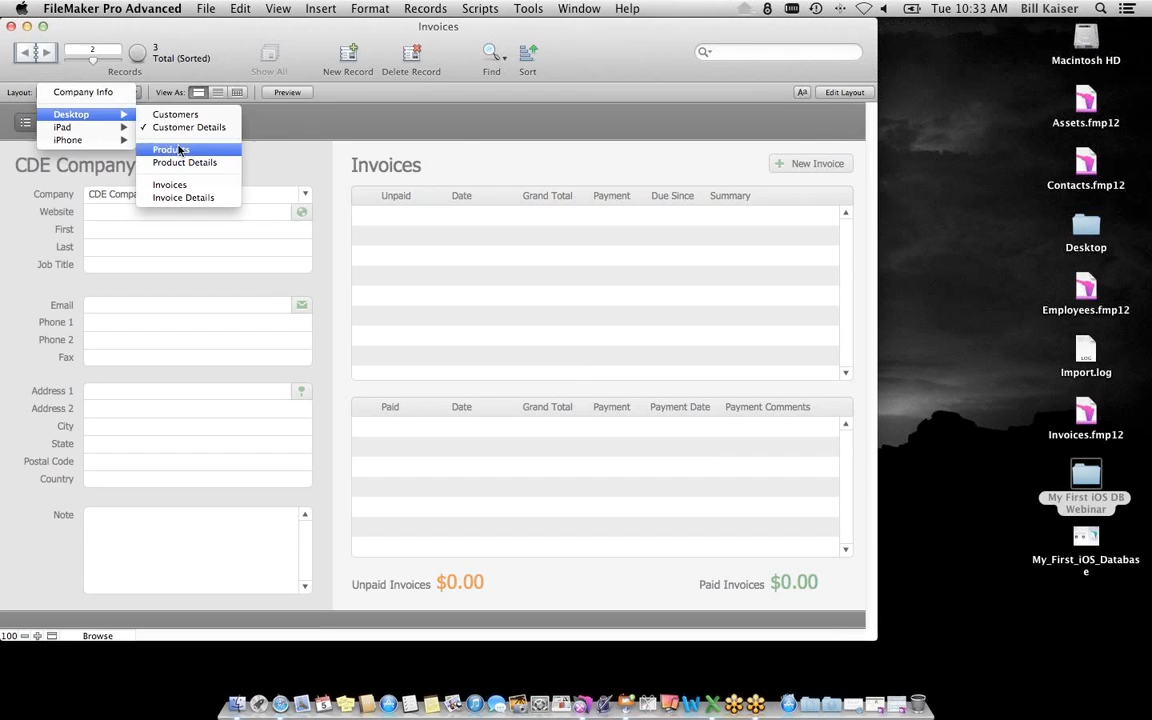 FileMaker Pro Advanced File Edit View Insert Format Records Scripts Tools Window Help Tue 10:33 AM Bill Kaiser
Invoices
2
3
Total (Sorted)
Records
Show All
New Record
Delete Record
Find
Sort
Layout:
View As:
Preview
Aa
Edit Layout
Company Info
Desktop
iPad
iPhone
Customers
✓ Customer Details
Products
Product Details
Invoices
Invoice Details
CDE Company
Company CDE Compa
Website
First
Last
Job Title
Email
Phone 1
Phone 2
Fax
Address 1
Address 2
City
State
Postal Code
Country
Note
Invoices
New Invoice
Unpaid Date Grand Total Payment Due Since Summary
Paid Date Grand Total Payment Payment Date Payment Comments
Unpaid Invoices $0.00
Paid Invoices $0.00
100
Browse
Macintosh HD
Assets.fmp12
Contacts.fmp12
Desktop
Employees.fmp12
LOG
Import.log
Invoices.fmp12
My First iOS DB
Webinar
My_First_iOS_Databas
e